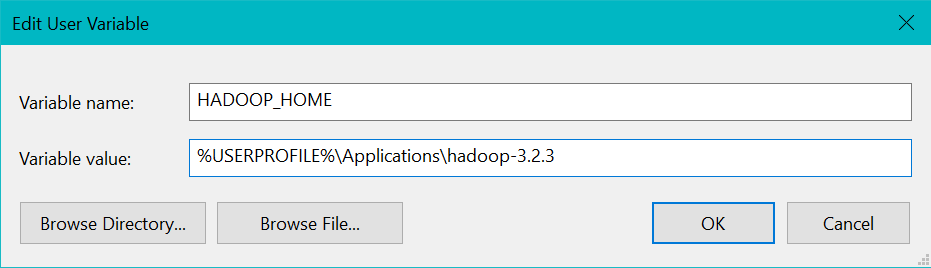 Edit User Variable
Variable name: HADOOP_HOME
Variable value: %USERPROFILE%\Applications\hadoop-3.2.3
Browse Directory... Browse File... OK Cancel